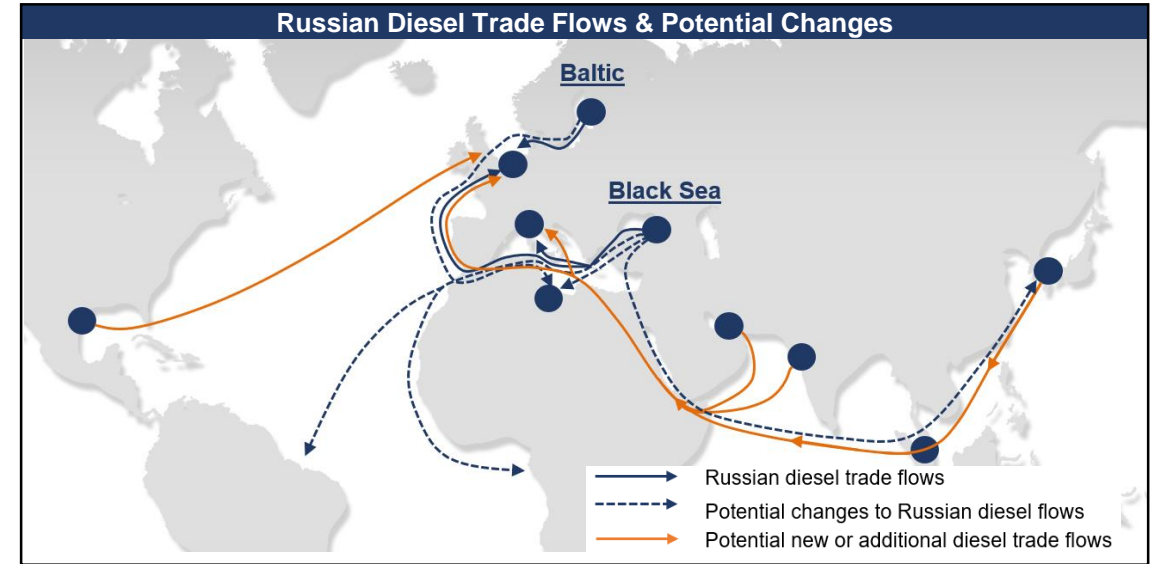 Russian Diesel Trade Flows & Potential Changes
Baltic
Black Sea
Russian diesel trade flows
Potential changes to Russian diesel flows
Potential new or additional diesel trade flows